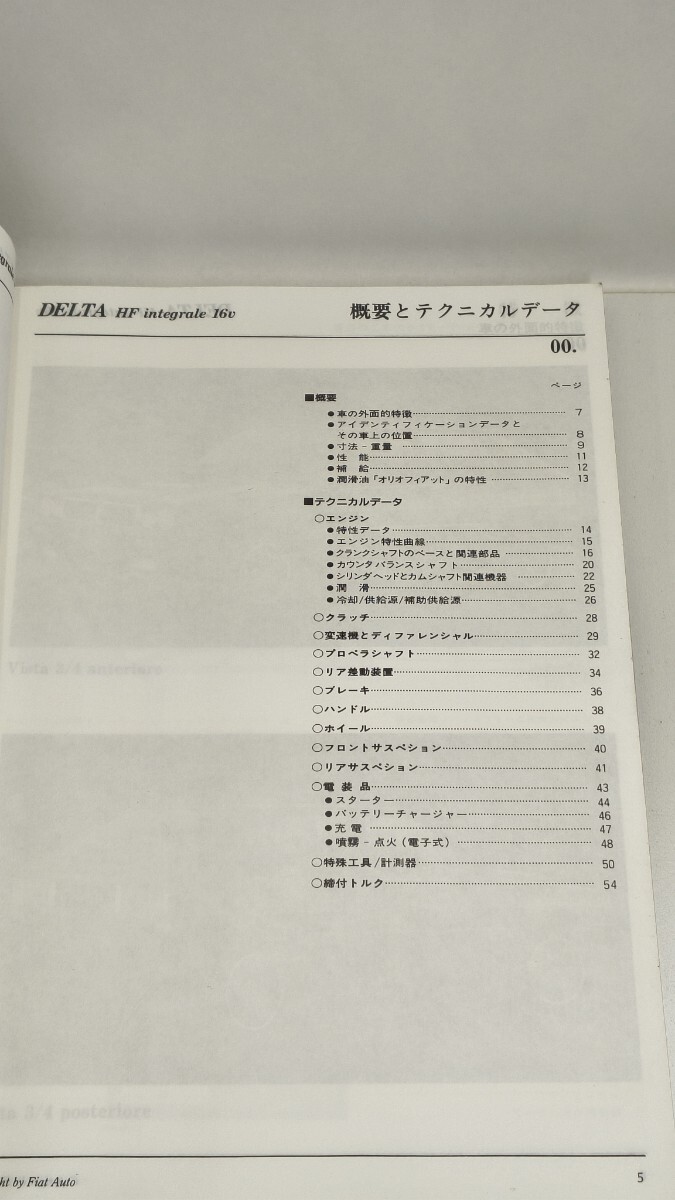 DELTA HF integrale 16v 概要とテクニカルデータ
00.
ページ
■概要
●車の外面的特徴 7
●アイデンティフィケーションデータと
その車上の位置 8
●寸法-重量 9
●性 能 11
●補 給 12
●潤滑油「オリオフィアット」の特性 13
■テクニカルデータ
○エンジン
●特性データ 14
●エンジン特性曲線 15
●クランクシャフトのベースと関連部品 16
●カウンタバランスシャフト 20
●シリンダヘッドとカムシャフト関連機器 22
●潤 滑 25
●冷却/供給源/補助供給源 26
○クラッチ 28
○変速機とディファレンシャル 29
○プロペラシャフト 32
○リア差動装置 34
○ブレーキ 36
○ハンドル 38
○ホイール 39
○フロントサスペション 40
○リアサスペション 41
○電 装 品 43
●スターター 44
●バッテリーチャージャー 46
●充 電 47
●噴霧-点火(電子式) 48
○特殊工具/計測器 50
○締付トルク 54
Vista 3/4 anteriore
3/4 posteriore
by Fiat Auto
5